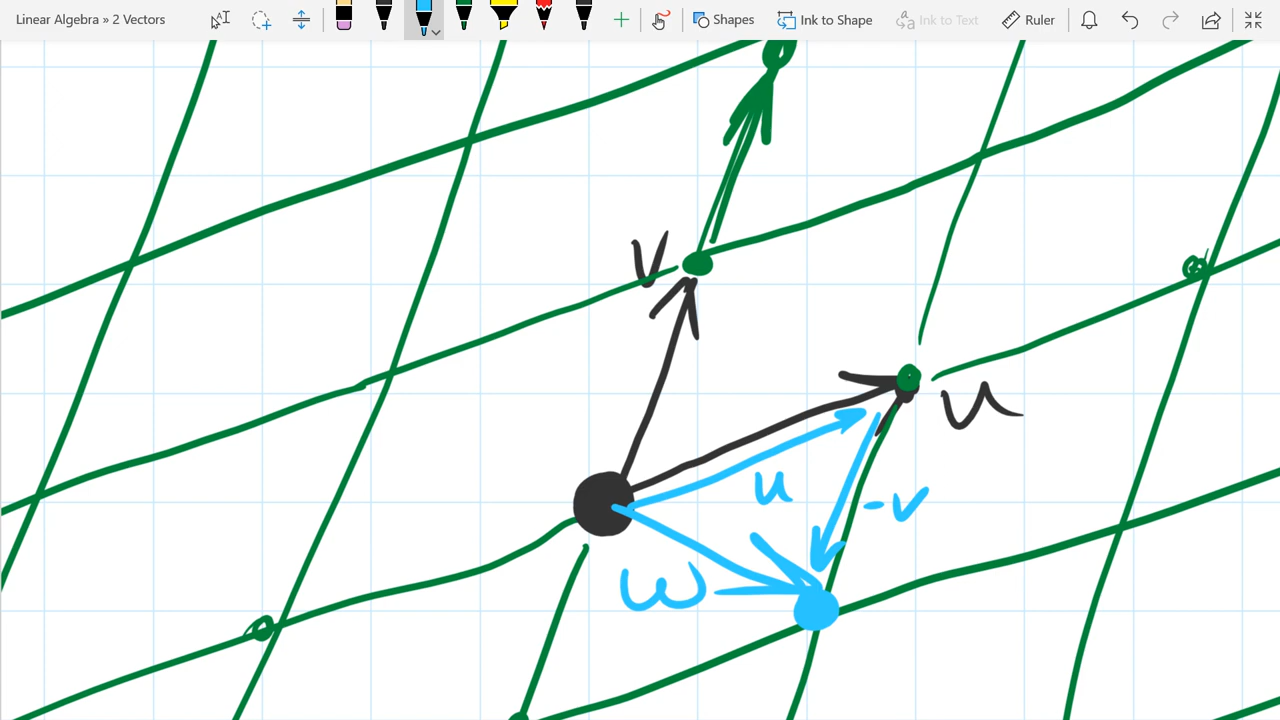 Linear Algebra » 2 Vectors
Shapes
Ink to Shape
Ink to Text
Ruler
v
u
u
-v
w